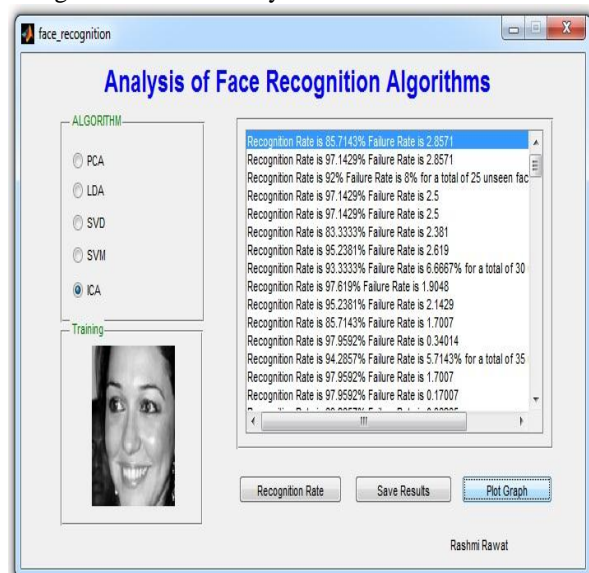 face_recognition
Analysis of Face Recognition Algorithms
ALGORITHM
PCA
LDA
SVD
SVM
ICA
Training
Recognition Rate is 85.7143% Failure Rate is 2.8571
Recognition Rate is 97.1429% Failure Rate is 2.8571
Recognition Rate is 92% Failure Rate is 8% for a total of 25 unseen fac
Recognition Rate is 97.1429% Failure Rate is 2.5
Recognition Rate is 97.1429% Failure Rate is 2.5
Recognition Rate is 83.3333% Failure Rate is 2.381
Recognition Rate is 95.2381% Failure Rate is 2.619
Recognition Rate is 93.3333% Failure Rate is 6.6667% for a total of 30
Recognition Rate is 97.619% Failure Rate is 1.9048
Recognition Rate is 95.2381% Failure Rate is 2.1429
Recognition Rate is 85.7143% Failure Rate is 1.7007
Recognition Rate is 97.9592% Failure Rate is 0.34014
Recognition Rate is 94.2857% Failure Rate is 5.7143% for a total of 35
Recognition Rate is 97.9592% Failure Rate is 1.7007
Recognition Rate is 97.9592% Failure Rate is 0.17007
Recognition Rate
Save Results
Plot Graph
Rashmi Rawat